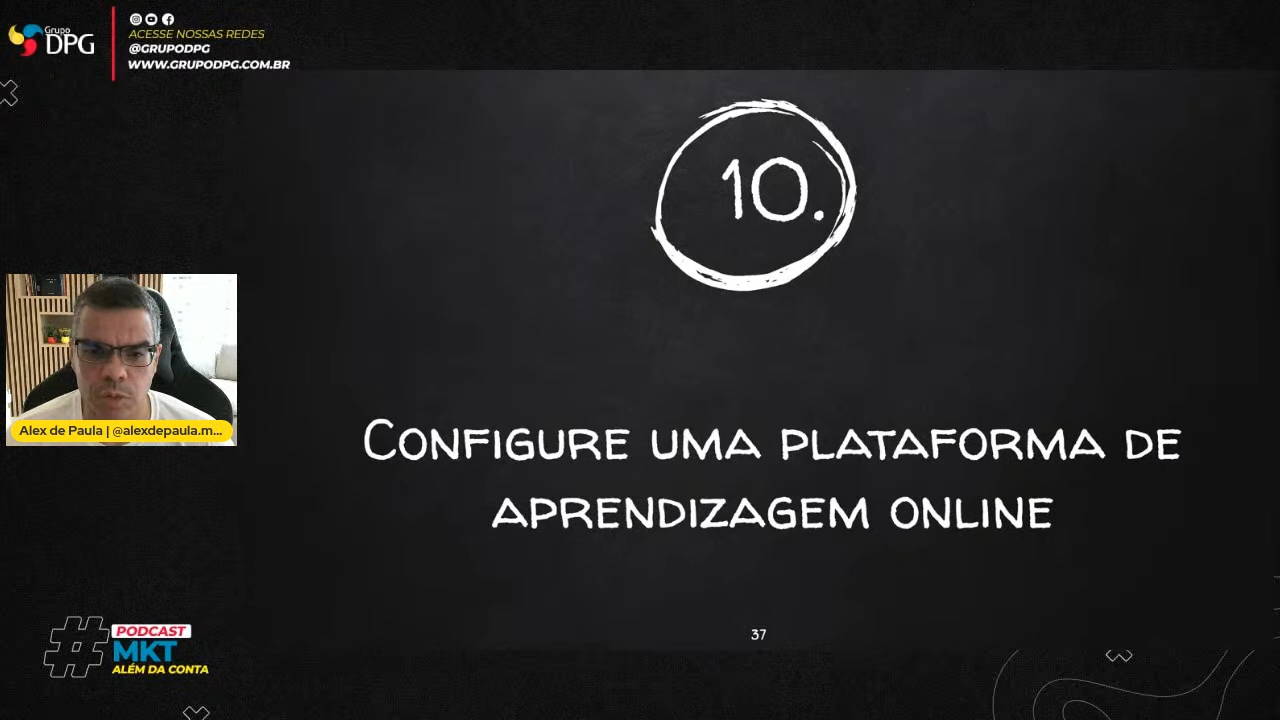 Grupo
DPG
ACESSE NOSSAS REDES
@GRUPODPG
WWW.GRUPODPG.COM.BR
10.
Configure uma plataforma de
aprendizagem online
Alex de Paula | @alexdepaula.m...
37
# PODCAST
MKT
ALÉM DA CONTA